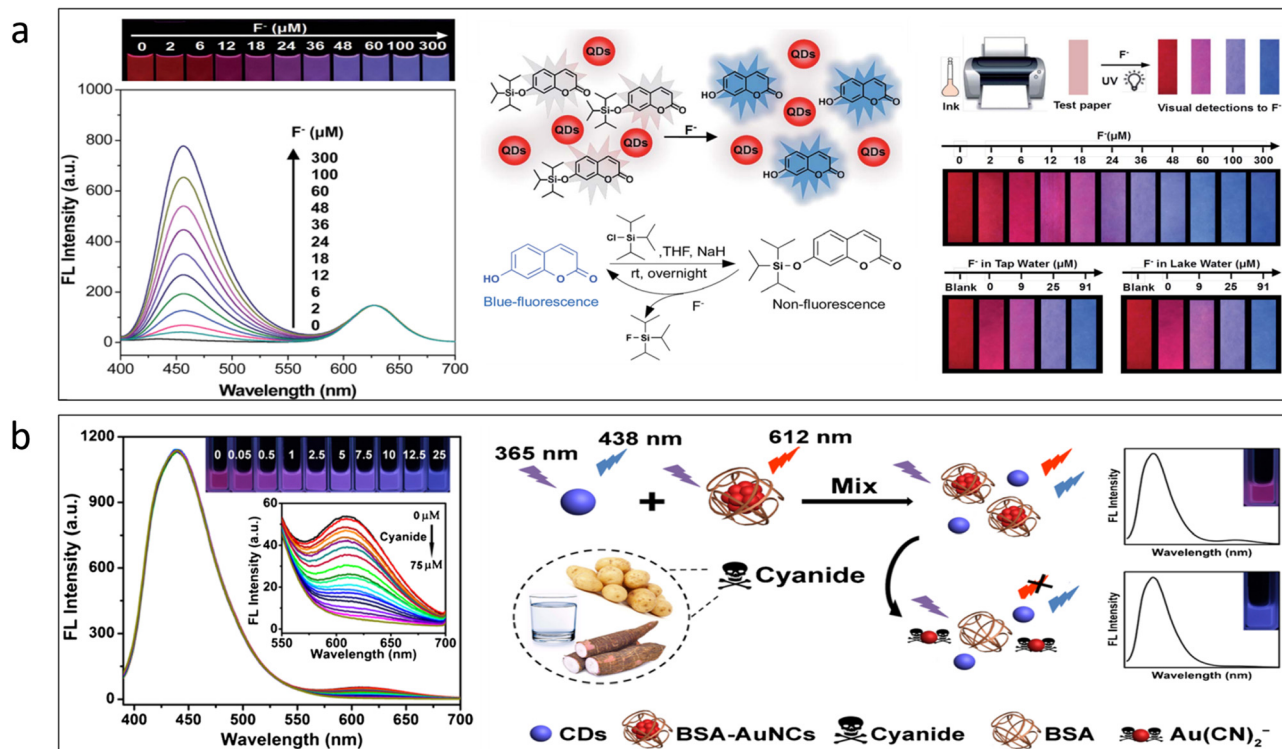 a
F⁻ (μM)
0 2 6 12 18 24 36 48 60 100 300
FL Intensity (a.u.)
1000
800
600
400
200
0
F⁻ (μM)
300
100
60
48
36
24
18
12
6
2
0
400 450 500 550 600 650 700
Wavelength (nm)
QDs
QDs
QDs
QDs
QDs
Si O O O
Si O O O
Si O O O
F⁻
QDs
QDs
QDs
QDs
HO O O
HO O O
HO O O
Cl Si
,THF, NaH
rt, overnight
HO O O
Blue-fluorescence
F⁻
F Si
Si O O O
Non-fluorescence
Ink
Test paper
F⁻
UV
Visual detections to F⁻
F⁻(μM)
0 2 6 12 18 24 36 48 60 100 300
F⁻ in Tap Water (μM)
Blank 0 9 25 91
F⁻ in Lake Water (μM)
Blank 0 9 25 91
b
FL Intensity (a.u.)
1200
900
600
300
0
0 0.05 0.5 1 2.5 5 7.5 10 12.5 25
FL Intensity (a.u.)
60
40
20
0
0 μM
Cyanide
75 μM
550 600 650 700
Wavelength (nm)
400 450 500 550 600 650 700
Wavelength (nm)
365 nm
438 nm
612 nm
+
Mix
Cyanide
FL Intensity
Wavelength (nm)
FL Intensity
Wavelength (nm)
CDs
BSA-AuNCs
Cyanide
BSA
Au(CN)₂⁻